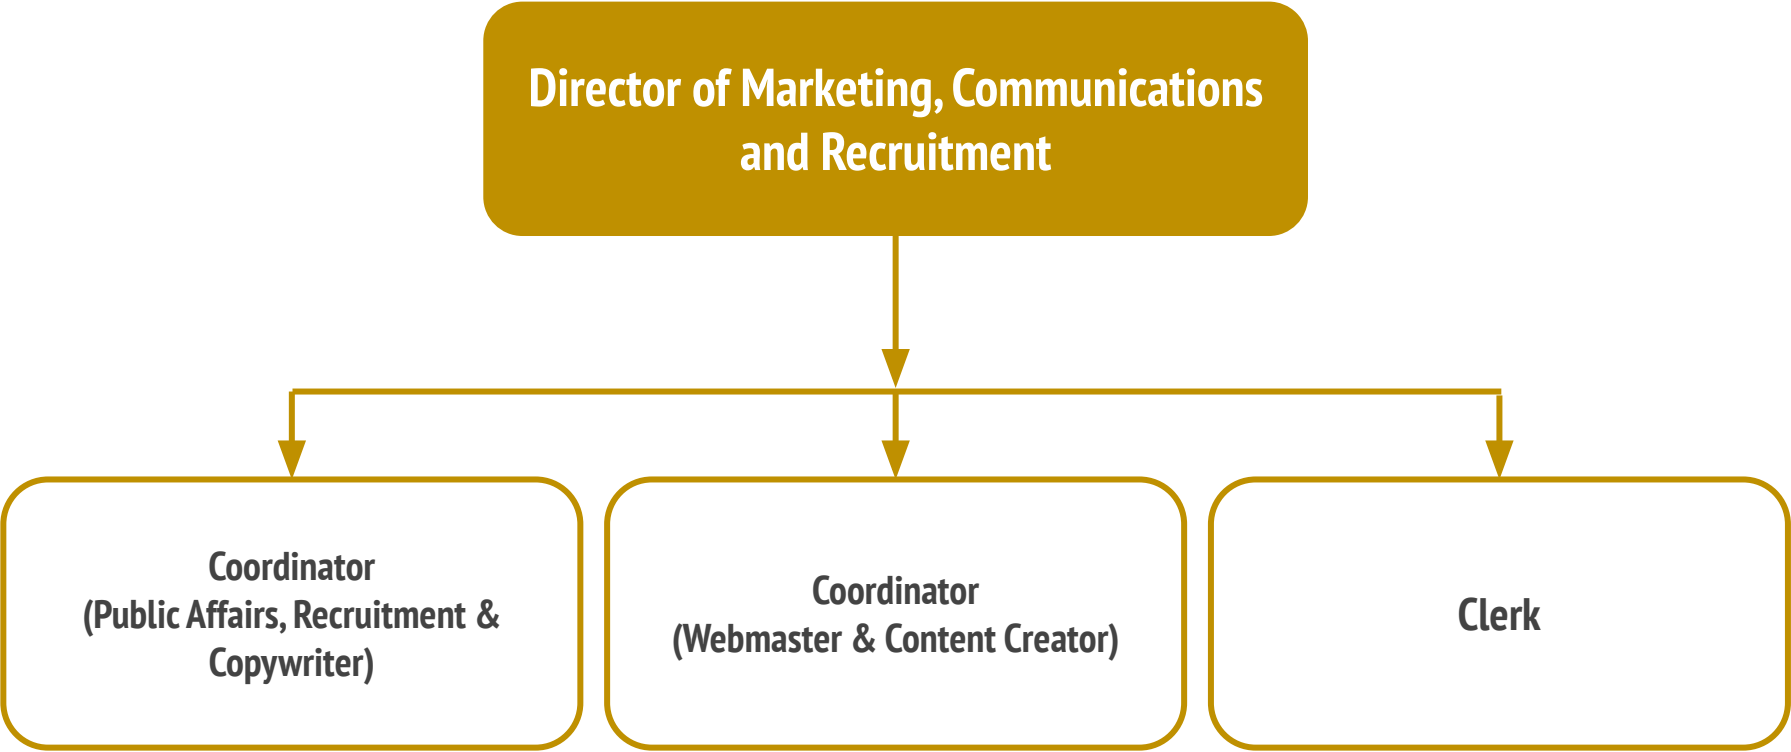 Director of Marketing, Communications
and Recruitment
Coordinator
(Public Affairs, Recruitment &
Copywriter)
Coordinator
(Webmaster & Content Creator)
Clerk